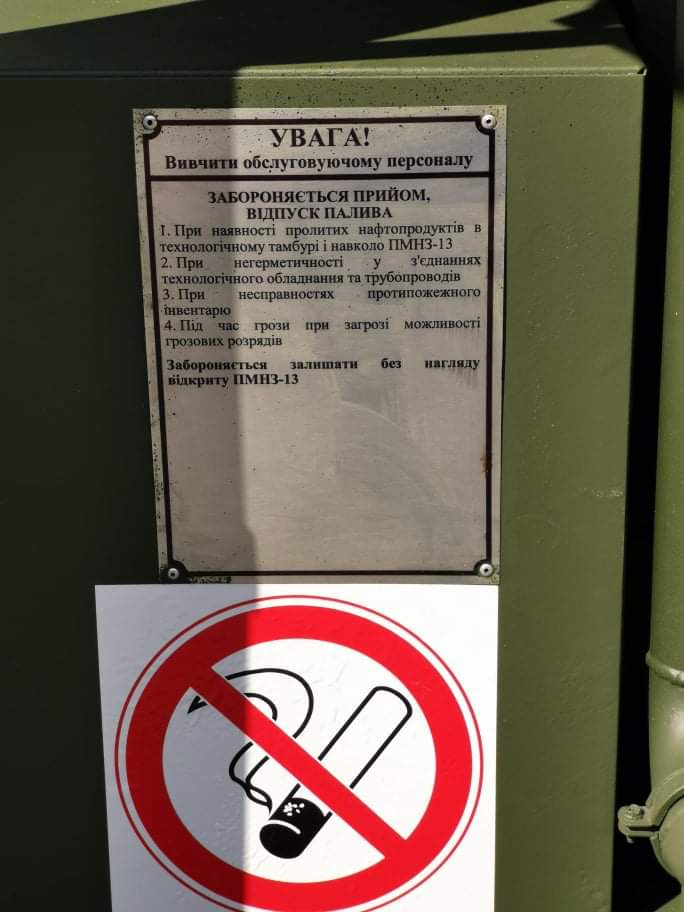 УВАГА!
Вивчити обслуговуючому персоналу
ЗАБОРОНЯЄТЬСЯ ПРИЙОМ,
ВІДПУСК ПАЛИВА
1. При наявності пролитих нафтопродуктів в
технологічному тамбурі і навколо ПМНЗ-13
2. При негерметичності у з'єднаннях
технологічного обладнання та трубопроводів
3. При несправностях протипожежного
інвентарю
4. Під час грози при загрозі можливості
грозових розрядів
Забороняється залишати без нагляду
відкриту ПМНЗ-13